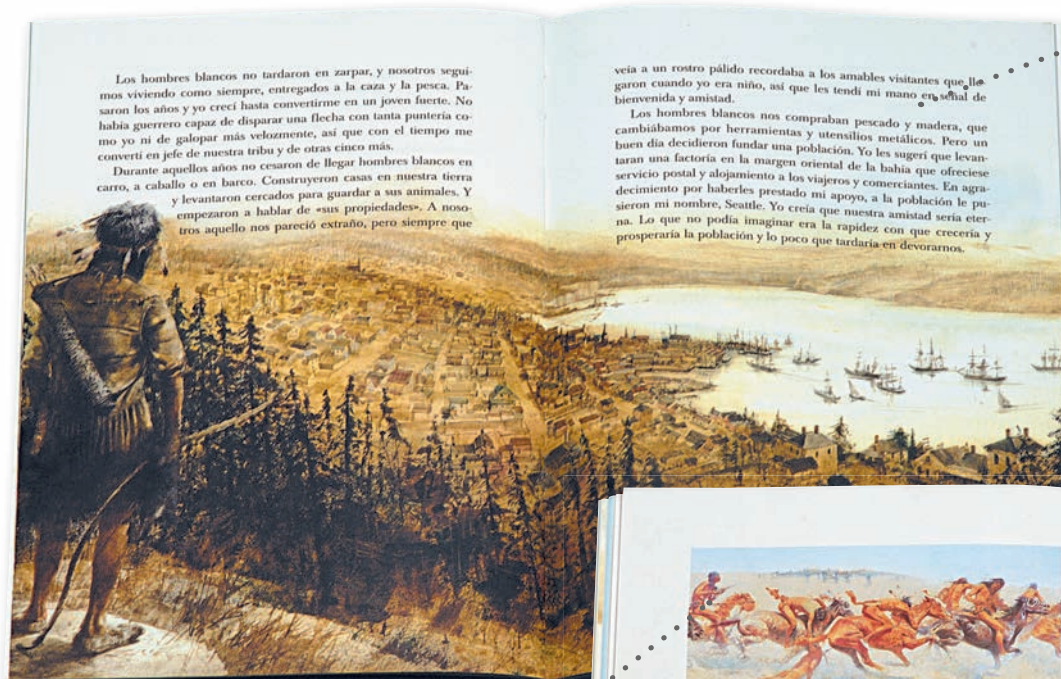 Los hombres blancos no tardaron en zarpar, y nosotros segui-
mos viviendo como siempre, entregados a la caza y la pesca. Pa-
saron los años y yo crecí hasta convertirme en un joven fuerte. No
había guerrero capaz de disparar una flecha con tanta puntería co-
mo yo ni de galopar más velozmente, así que con el tiempo me
convertí en jefe de nuestra tribu y de otras cinco más.
Durante aquellos años no cesaron de llegar hombres blancos en
carro, a caballo o en barco. Construyeron casas en nuestra tierra
y levantaron cercados para guardar a sus animales. Y
empezaron a hablar de «sus propiedades». A noso-
tros aquello nos pareció extraño, pero siempre que
veía a un rostro pálido recordaba a los amables visitantes que lle-
garon cuando yo era niño, así que les tendí mi mano en señal de
bienvenida y amistad.
Los hombres blancos nos compraban pescado y madera, que
cambiábamos por herramientas y utensilios metálicos. Pero un
buen día decidieron fundar una población. Yo les sugerí que levan-
taran una factoría en la margen oriental de la bahía que ofreciese
servicio postal y alojamiento a los viajeros y comerciantes. En agra-
decimiento por haberles prestado mi apoyo, a la población le pu-
sieron mi nombre, Seattle. Yo creía que nuestra amistad sería eter-
na. Lo que no podía imaginar era la rapidez con que crecería y
prosperaría la población y lo poco que tardaría en devorarnos.